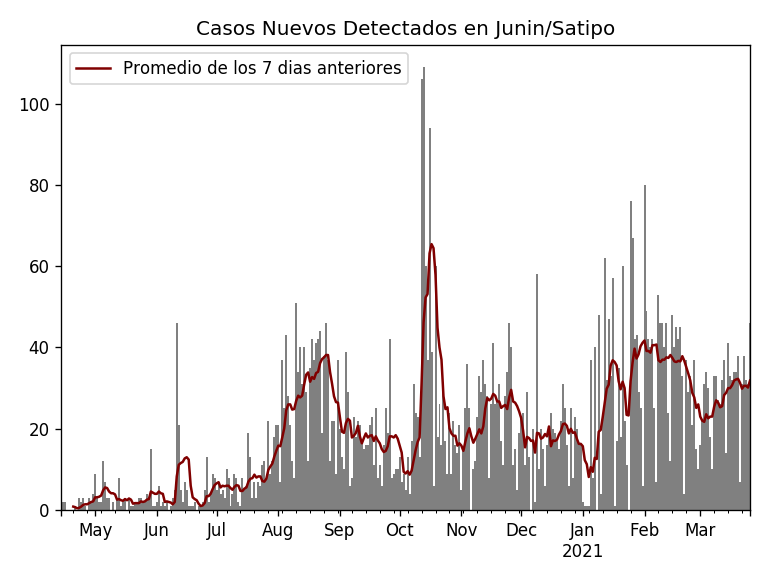 Casos Nuevos Detectados en Junin/Satipo
Promedio de los 7 dias anteriores
100
80
60
40
20
0
May Jun Jul Aug Sep Oct Nov Dec Jan Feb Mar
2021